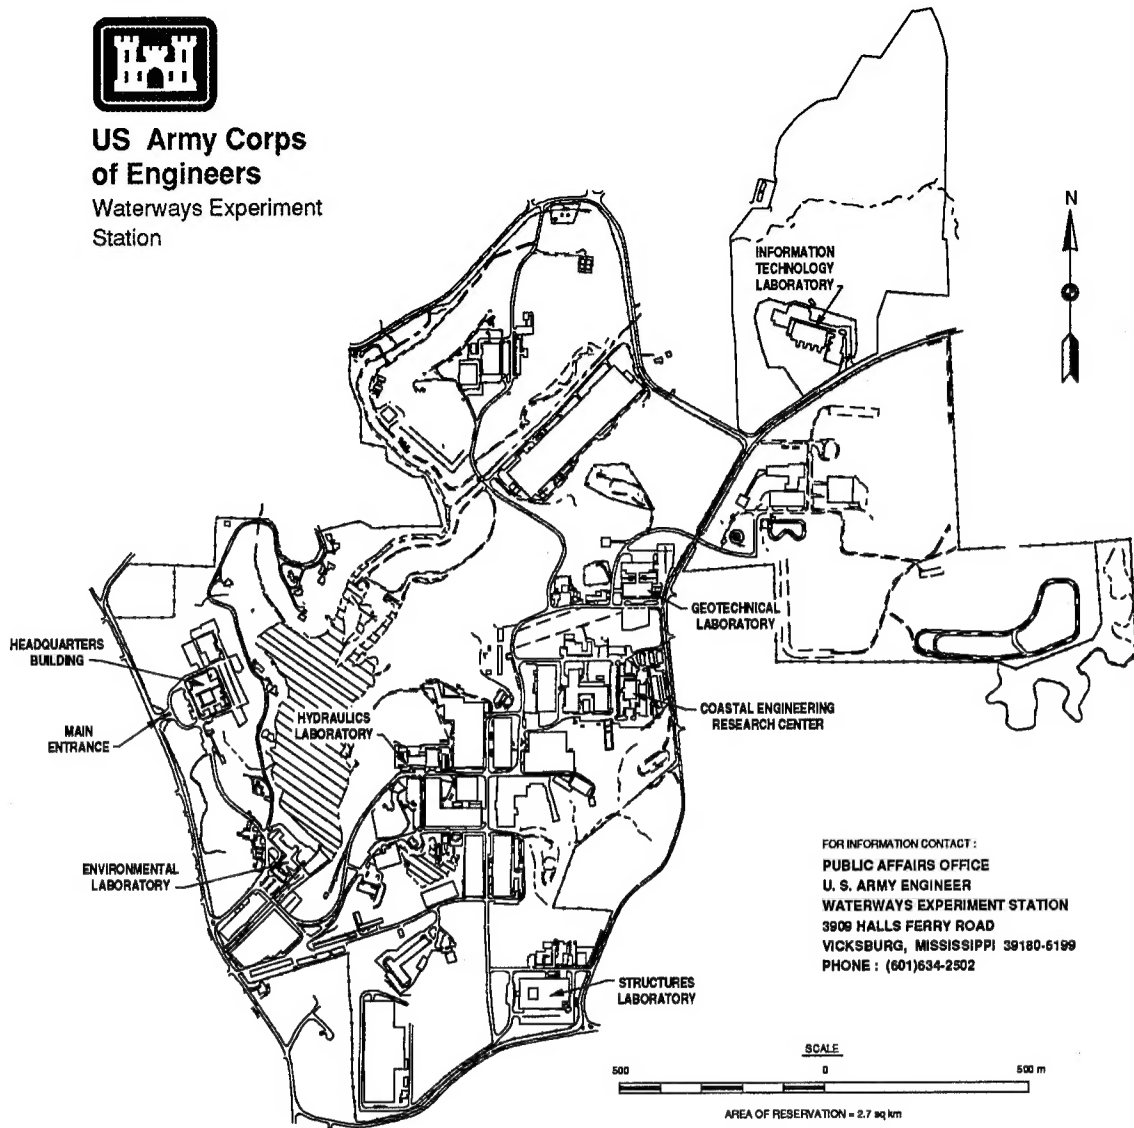 US Army Corps
of Engineers
Waterways Experiment
Station
N
INFORMATION
TECHNOLOGY
LABORATORY
GEOTECHNICAL
LABORATORY
HEADQUARTERS
BUILDING
MAIN
ENTRANCE
HYDRAULICS
LABORATORY
COASTAL ENGINEERING
RESEARCH CENTER
ENVIRONMENTAL
LABORATORY
FOR INFORMATION CONTACT :
PUBLIC AFFAIRS OFFICE
U. S. ARMY ENGINEER
WATERWAYS EXPERIMENT STATION
3909 HALLS FERRY ROAD
VICKSBURG, MISSISSIPPI 39180-6199
PHONE : (601)634-2502
STRUCTURES
LABORATORY
SCALE
500 0 500 m
AREA OF RESERVATION = 2.7 sq km